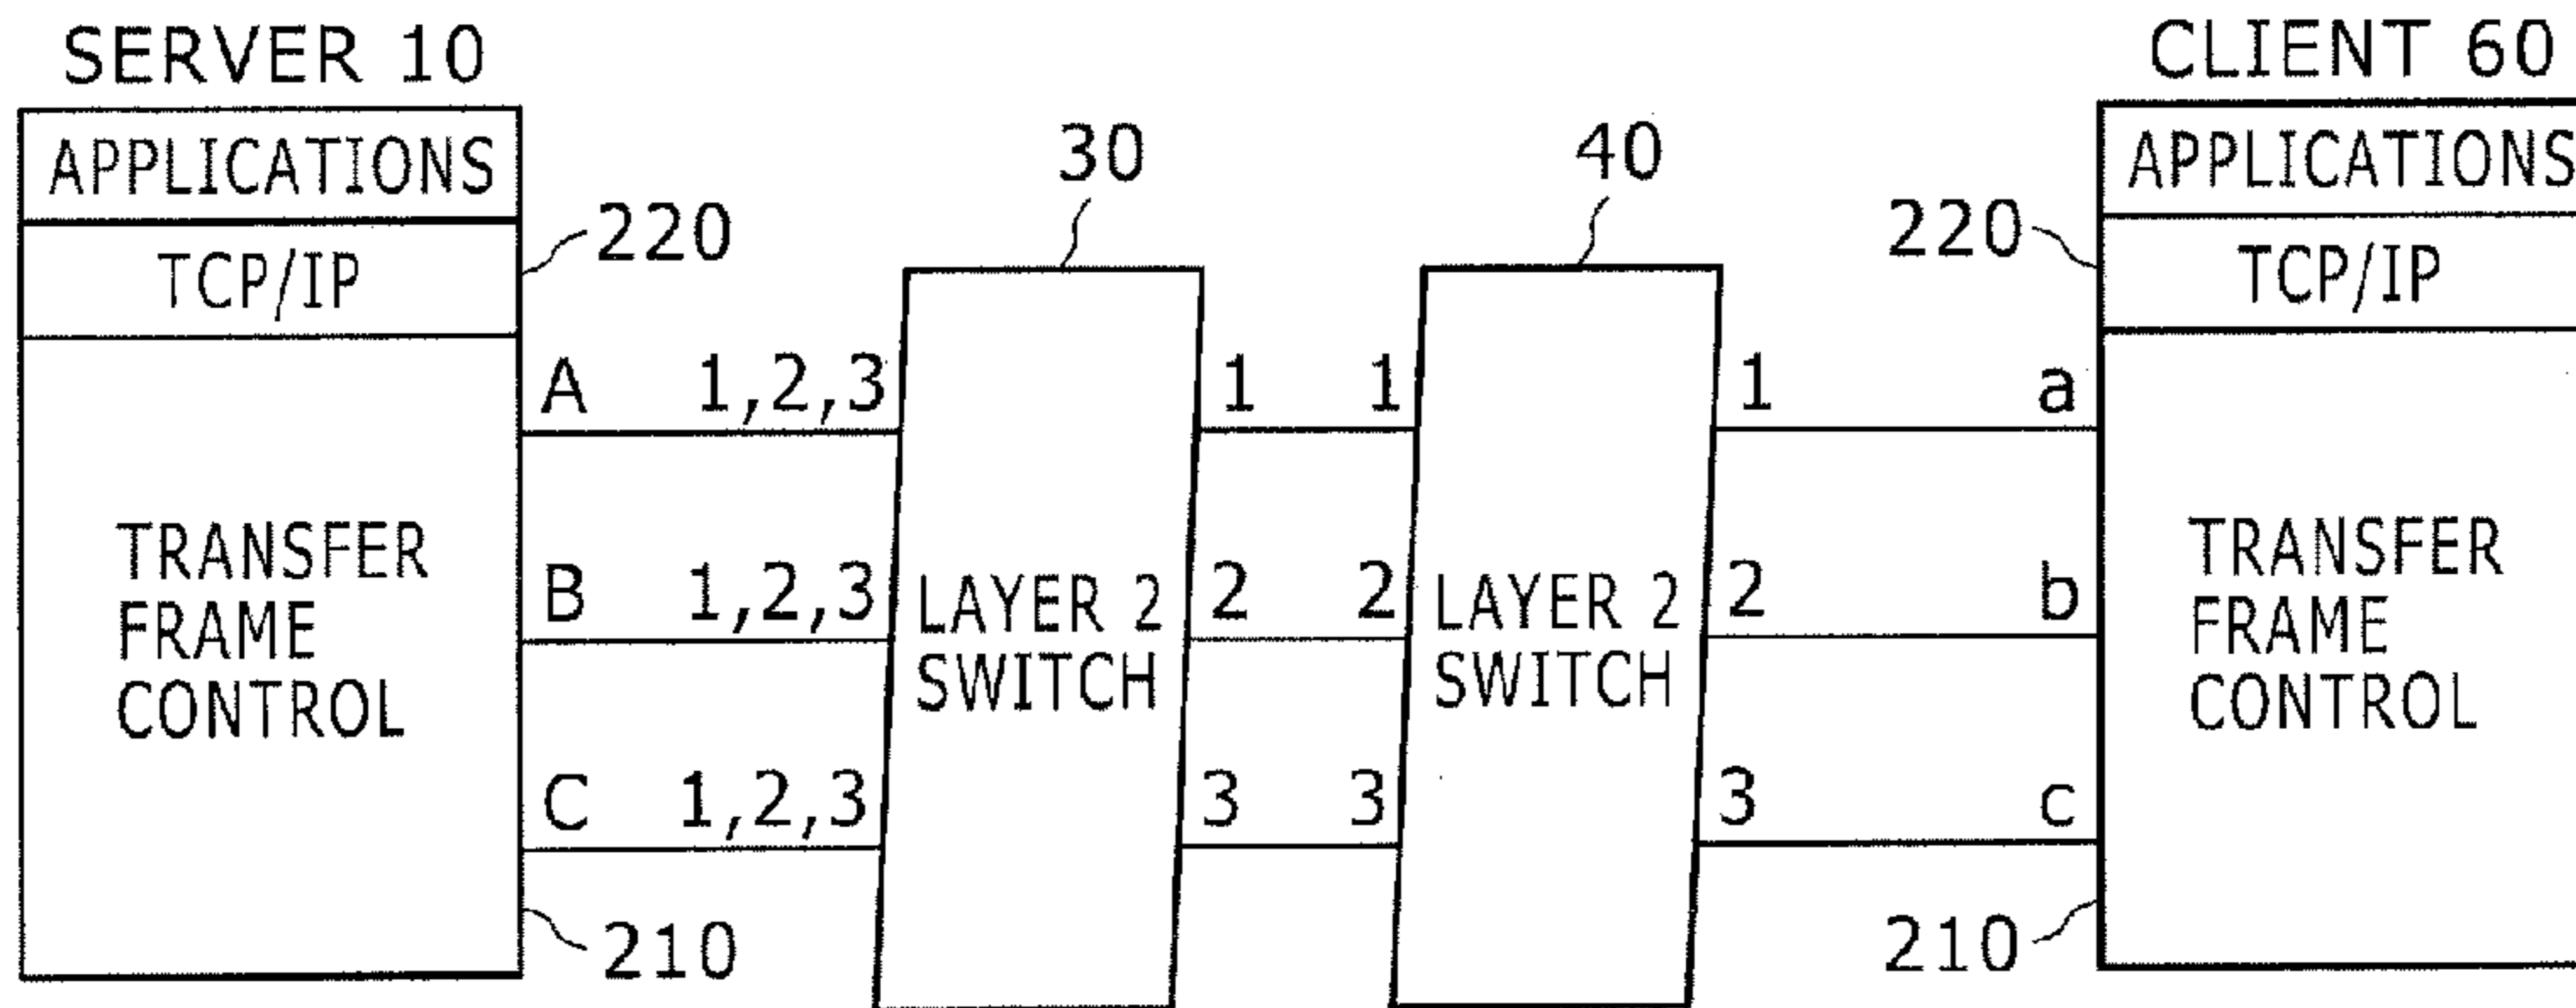 SERVER 10
APPLICATIONS
TCP/IP
220
TRANSFER
FRAME
CONTROL
210
A 1,2,3
B 1,2,3
C 1,2,3
30
LAYER 2
SWITCH
1 1
2 2
3 3
40
LAYER 2
SWITCH
1 a
2 b
3 c
CLIENT 60
APPLICATIONS
220
TCP/IP
TRANSFER
FRAME
CONTROL
210